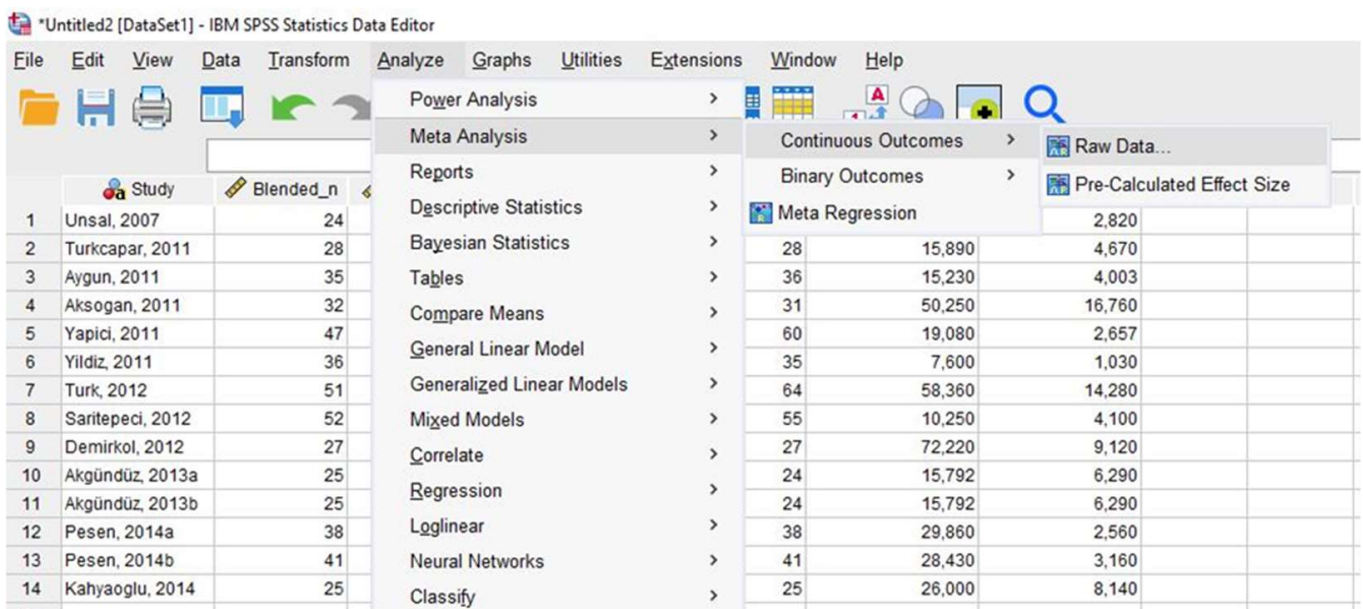 *Untitled2 [DataSet1] - IBM SPSS Statistics Data Editor
File Edit View Data Transform Analyze Graphs Utilities Extensions Window Help
Power Analysis
Meta Analysis
Reports
Descriptive Statistics
Bayesian Statistics
Tables
Compare Means
General Linear Model
Generalized Linear Models
Mixed Models
Correlate
Regression
Loglinear
Neural Networks
Classify
Continuous Outcomes
Binary Outcomes
Meta Regression
Raw Data...
Pre-Calculated Effect Size
Study Blended_n
1 Unsal, 2007 24 2,820
2 Turkcapar, 2011 28 28 15,890 4,670
3 Aygun, 2011 35 36 15,230 4,003
4 Aksogan, 2011 32 31 50,250 16,760
5 Yapici, 2011 47 60 19,080 2,657
6 Yildiz, 2011 36 35 7,600 1,030
7 Turk, 2012 51 64 58,360 14,280
8 Saritepeci, 2012 52 55 10,250 4,100
9 Demirkol, 2012 27 27 72,220 9,120
10 Akgündüz, 2013a 25 24 15,792 6,290
11 Akgündüz, 2013b 25 24 15,792 6,290
12 Pesen, 2014a 38 38 29,860 2,560
13 Pesen, 2014b 41 41 28,430 3,160
14 Kahyaoglu, 2014 25 25 26,000 8,140